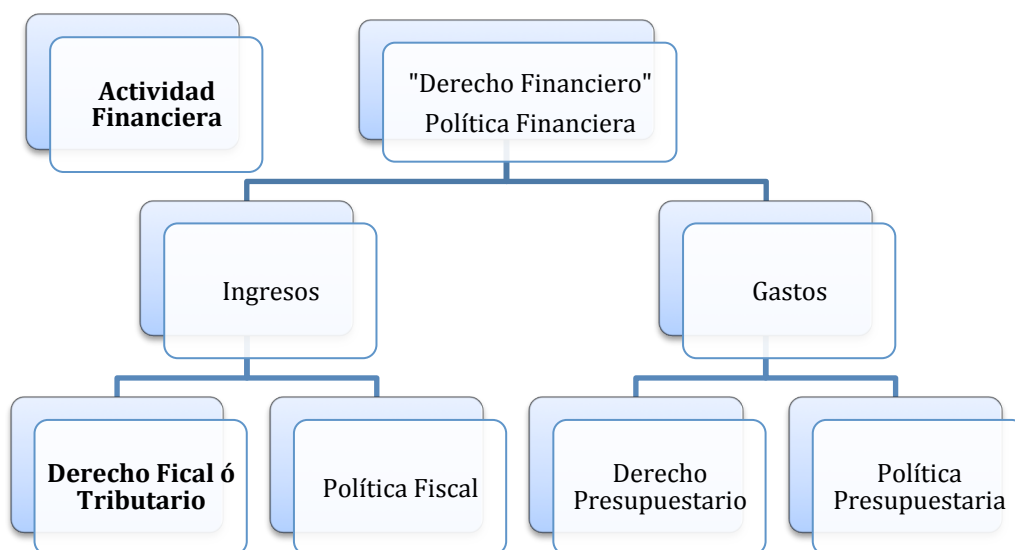 Actividad
Financiera
"Derecho Financiero"
Política Financiera
Ingresos
Gastos
Derecho Fical ó
Tributario
Política Fiscal
Derecho
Presupuestario
Política
Presupuestaria